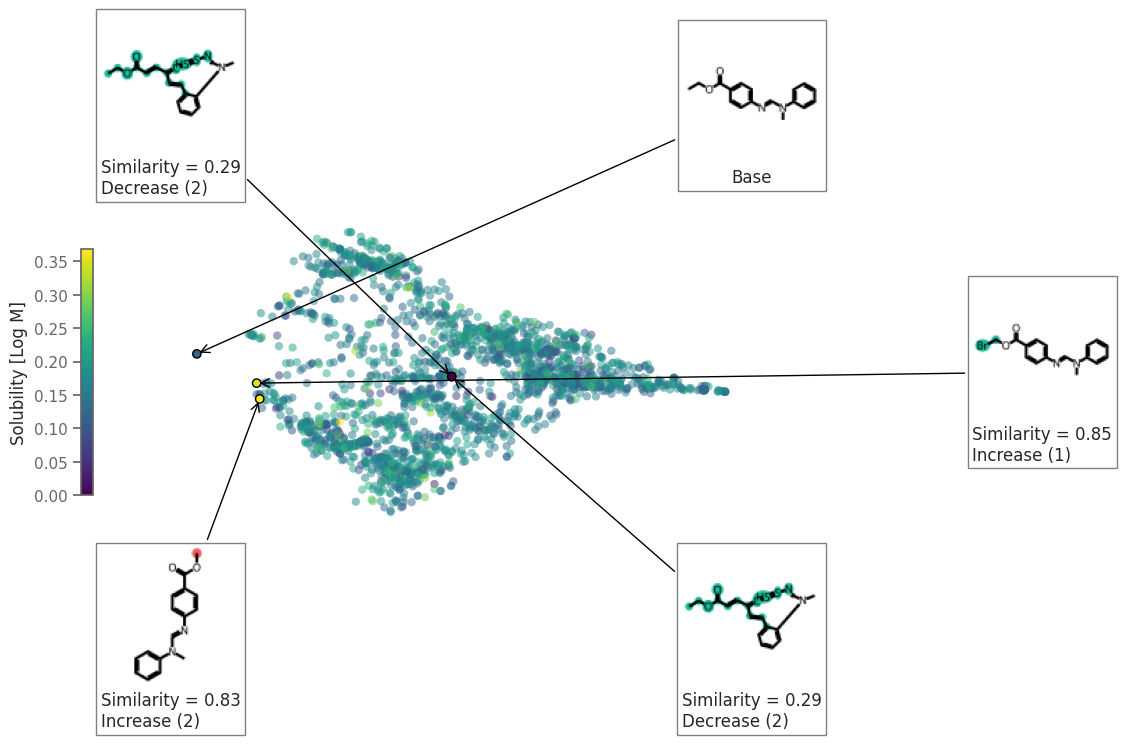 Similarity = 0.29
Decrease (2)
Base
Solubility [Log M]
0.35
0.30
0.25
0.20
0.15
0.10
0.05
0.00
Similarity = 0.85
Increase (1)
Similarity = 0.83
Increase (2)
Similarity = 0.29
Decrease (2)